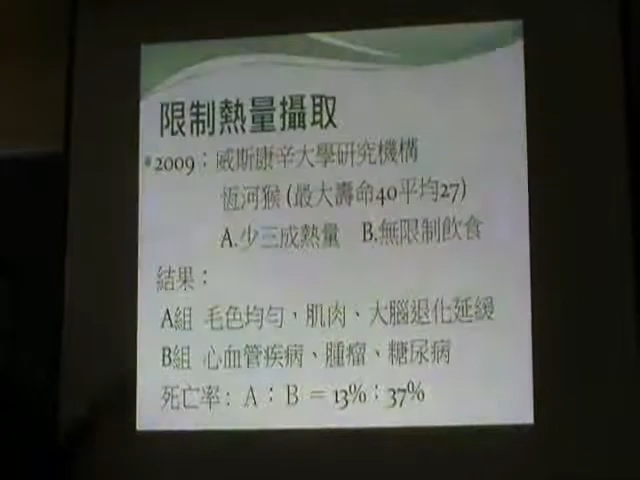 限制熱量攝取
2009：威斯康辛大學研究機構
恆河猴 (最大壽命40平均27)
A.少三成熱量 B.無限制飲食
結果：
A組 毛色均勻，肌肉、大腦退化延緩
B組 心血管疾病、腫瘤、糖尿病
死亡率: A：B = 13%：37%